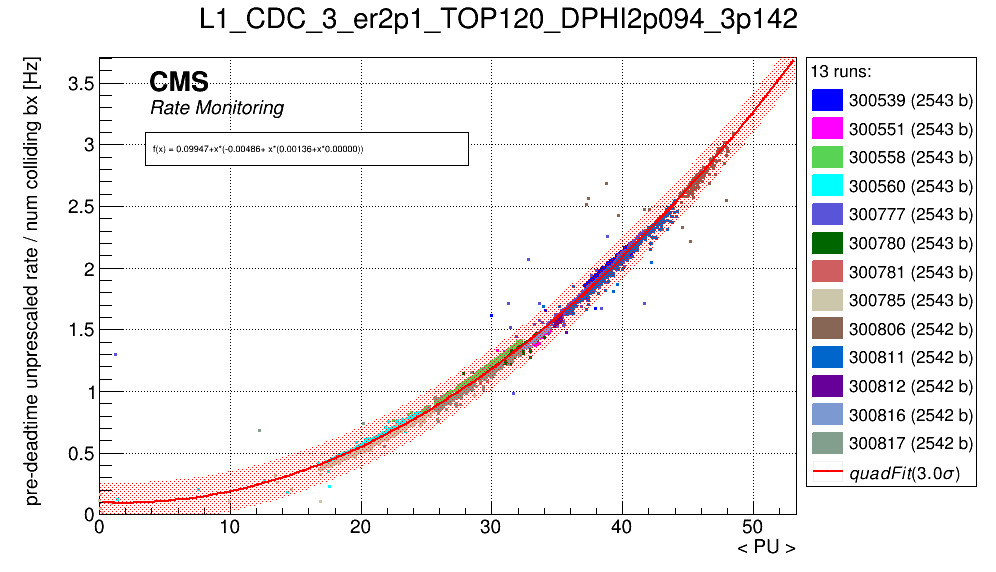 L1_CDC_3_er2p1_TOP120_DPHI2p094_3p142
pre-deadtime unprescaled rate / num colliding bx [Hz]
CMS
Rate Monitoring
f(x) = 0.09947+x*(-0.00486+ x*(0.00136+x*0.00000))
3.5
3
2.5
2
1.5
1
0.5
0
0 10 20 30 40 50
< PU >
13 runs:
300539 (2543 b)
300551 (2543 b)
300558 (2543 b)
300560 (2543 b)
300777 (2543 b)
300780 (2543 b)
300781 (2543 b)
300785 (2543 b)
300806 (2542 b)
300811 (2542 b)
300812 (2542 b)
300816 (2542 b)
300817 (2542 b)
quadFit(3.0σ)